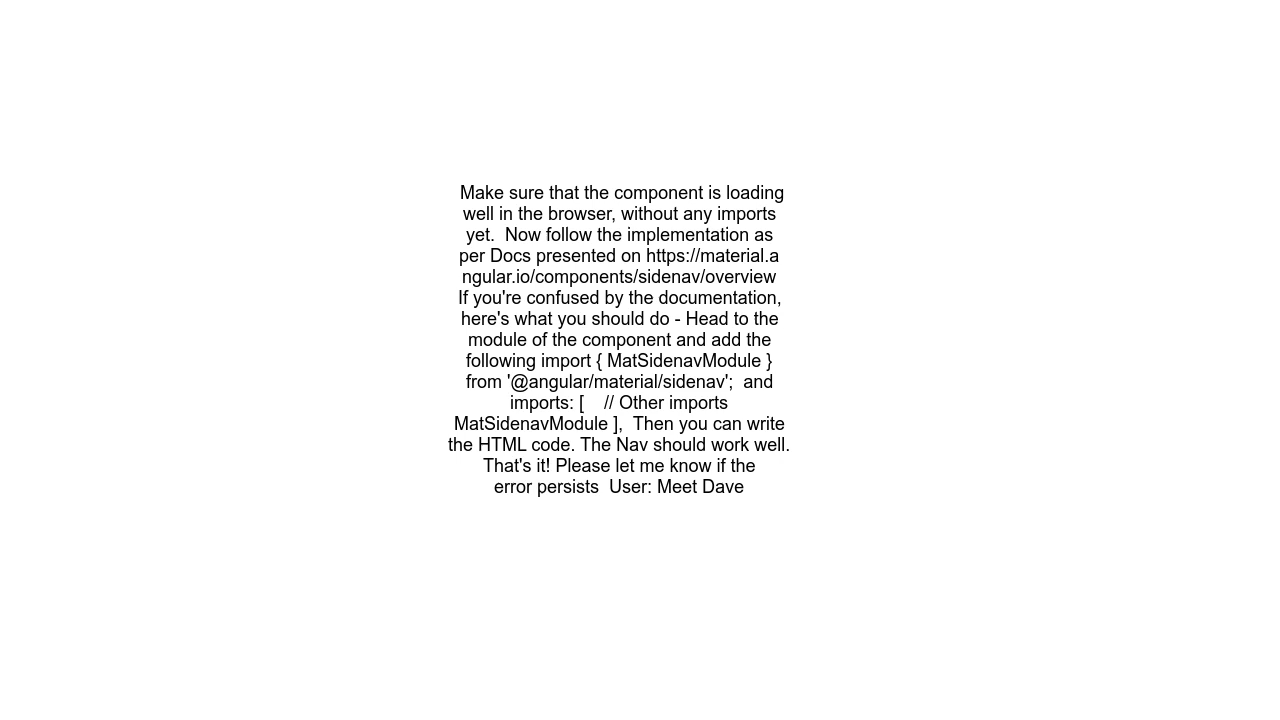 Make sure that the component is loading
well in the browser, without any imports
yet.  Now follow the implementation as
per Docs presented on https://material.a
ngular.io/components/sidenav/overview
If you're confused by the documentation,
here's what you should do - Head to the
module of the component and add the
following import { MatSidenavModule }
from '@angular/material/sidenav';  and
imports: [    // Other imports
MatSidenavModule ],  Then you can write
the HTML code. The Nav should work well.
That's it! Please let me know if the
error persists  User: Meet Dave